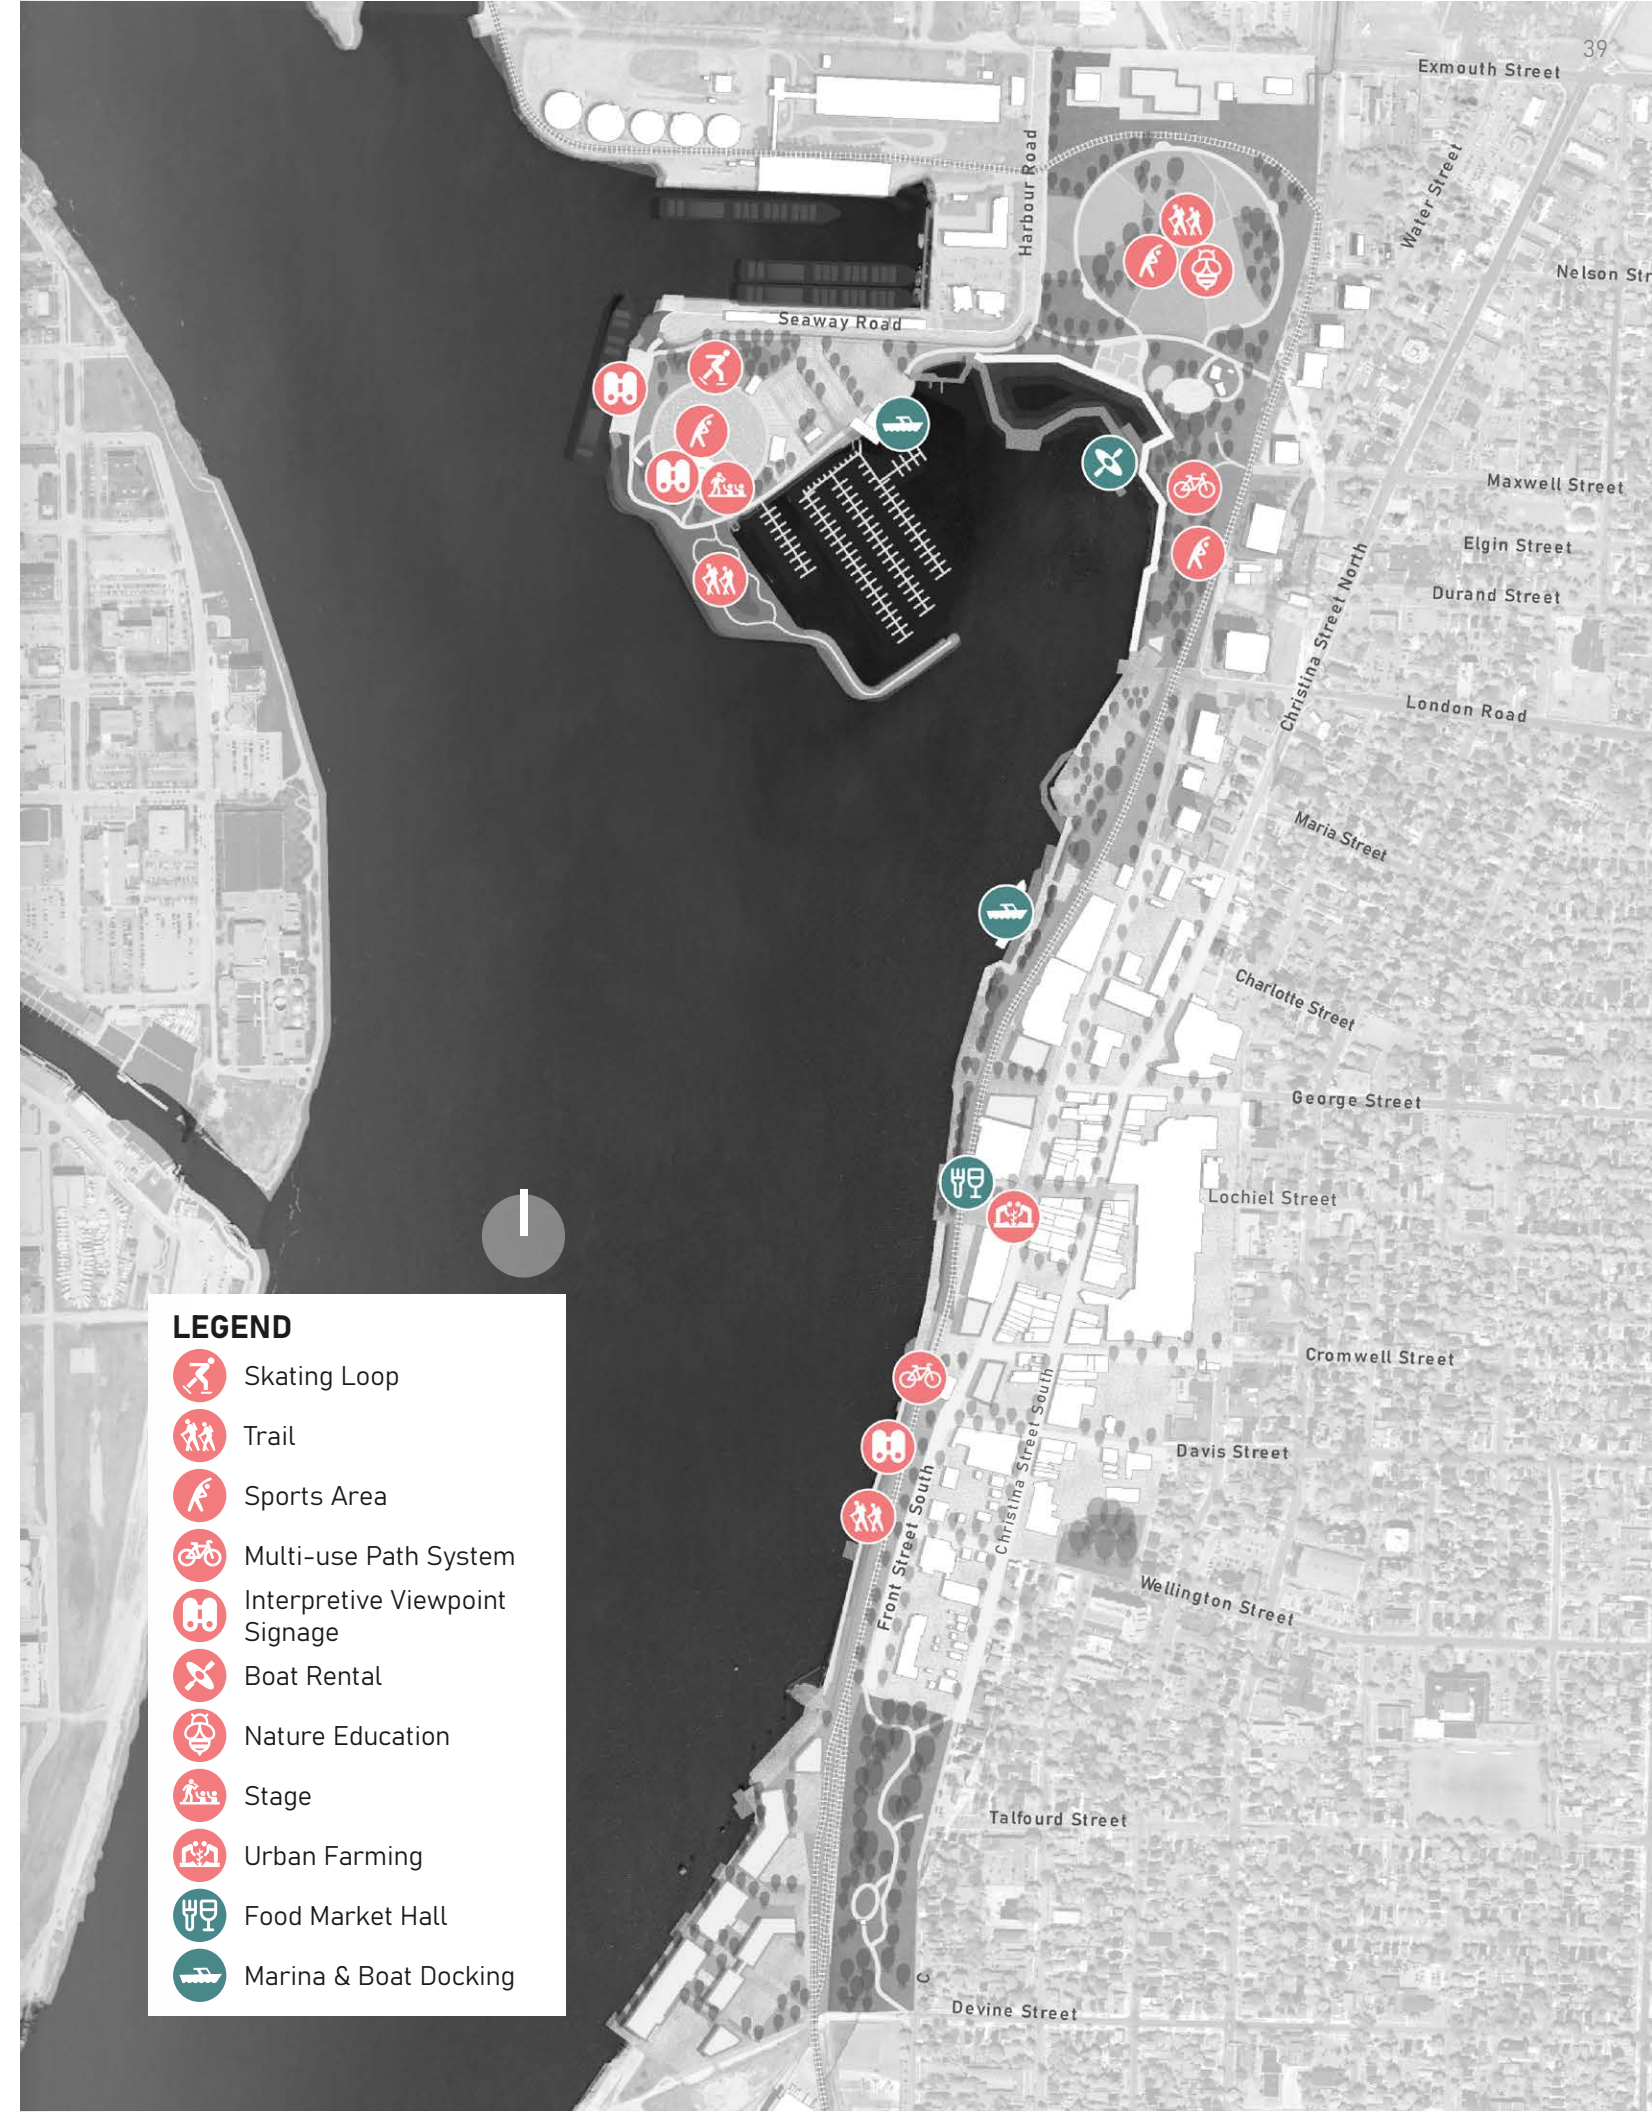 39
Exmouth Street
Harbour Road
Water Street
Nelson Str
Seaway Road
Maxwell Street
Elgin Street
Durand Street
Christina Street North
London Road
Maria Street
Charlotte Street
George Street
Lochiel Street
Cromwell Street
Christina Street South
Davis Street
Front Street South
Wellington Street
Talfourd Street
C
Devine Street
LEGEND
Skating Loop
Trail
Sports Area
Multi-use Path System
Interpretive Viewpoint
Signage
Boat Rental
Nature Education
Stage
Urban Farming
Food Market Hall
Marina & Boat Docking